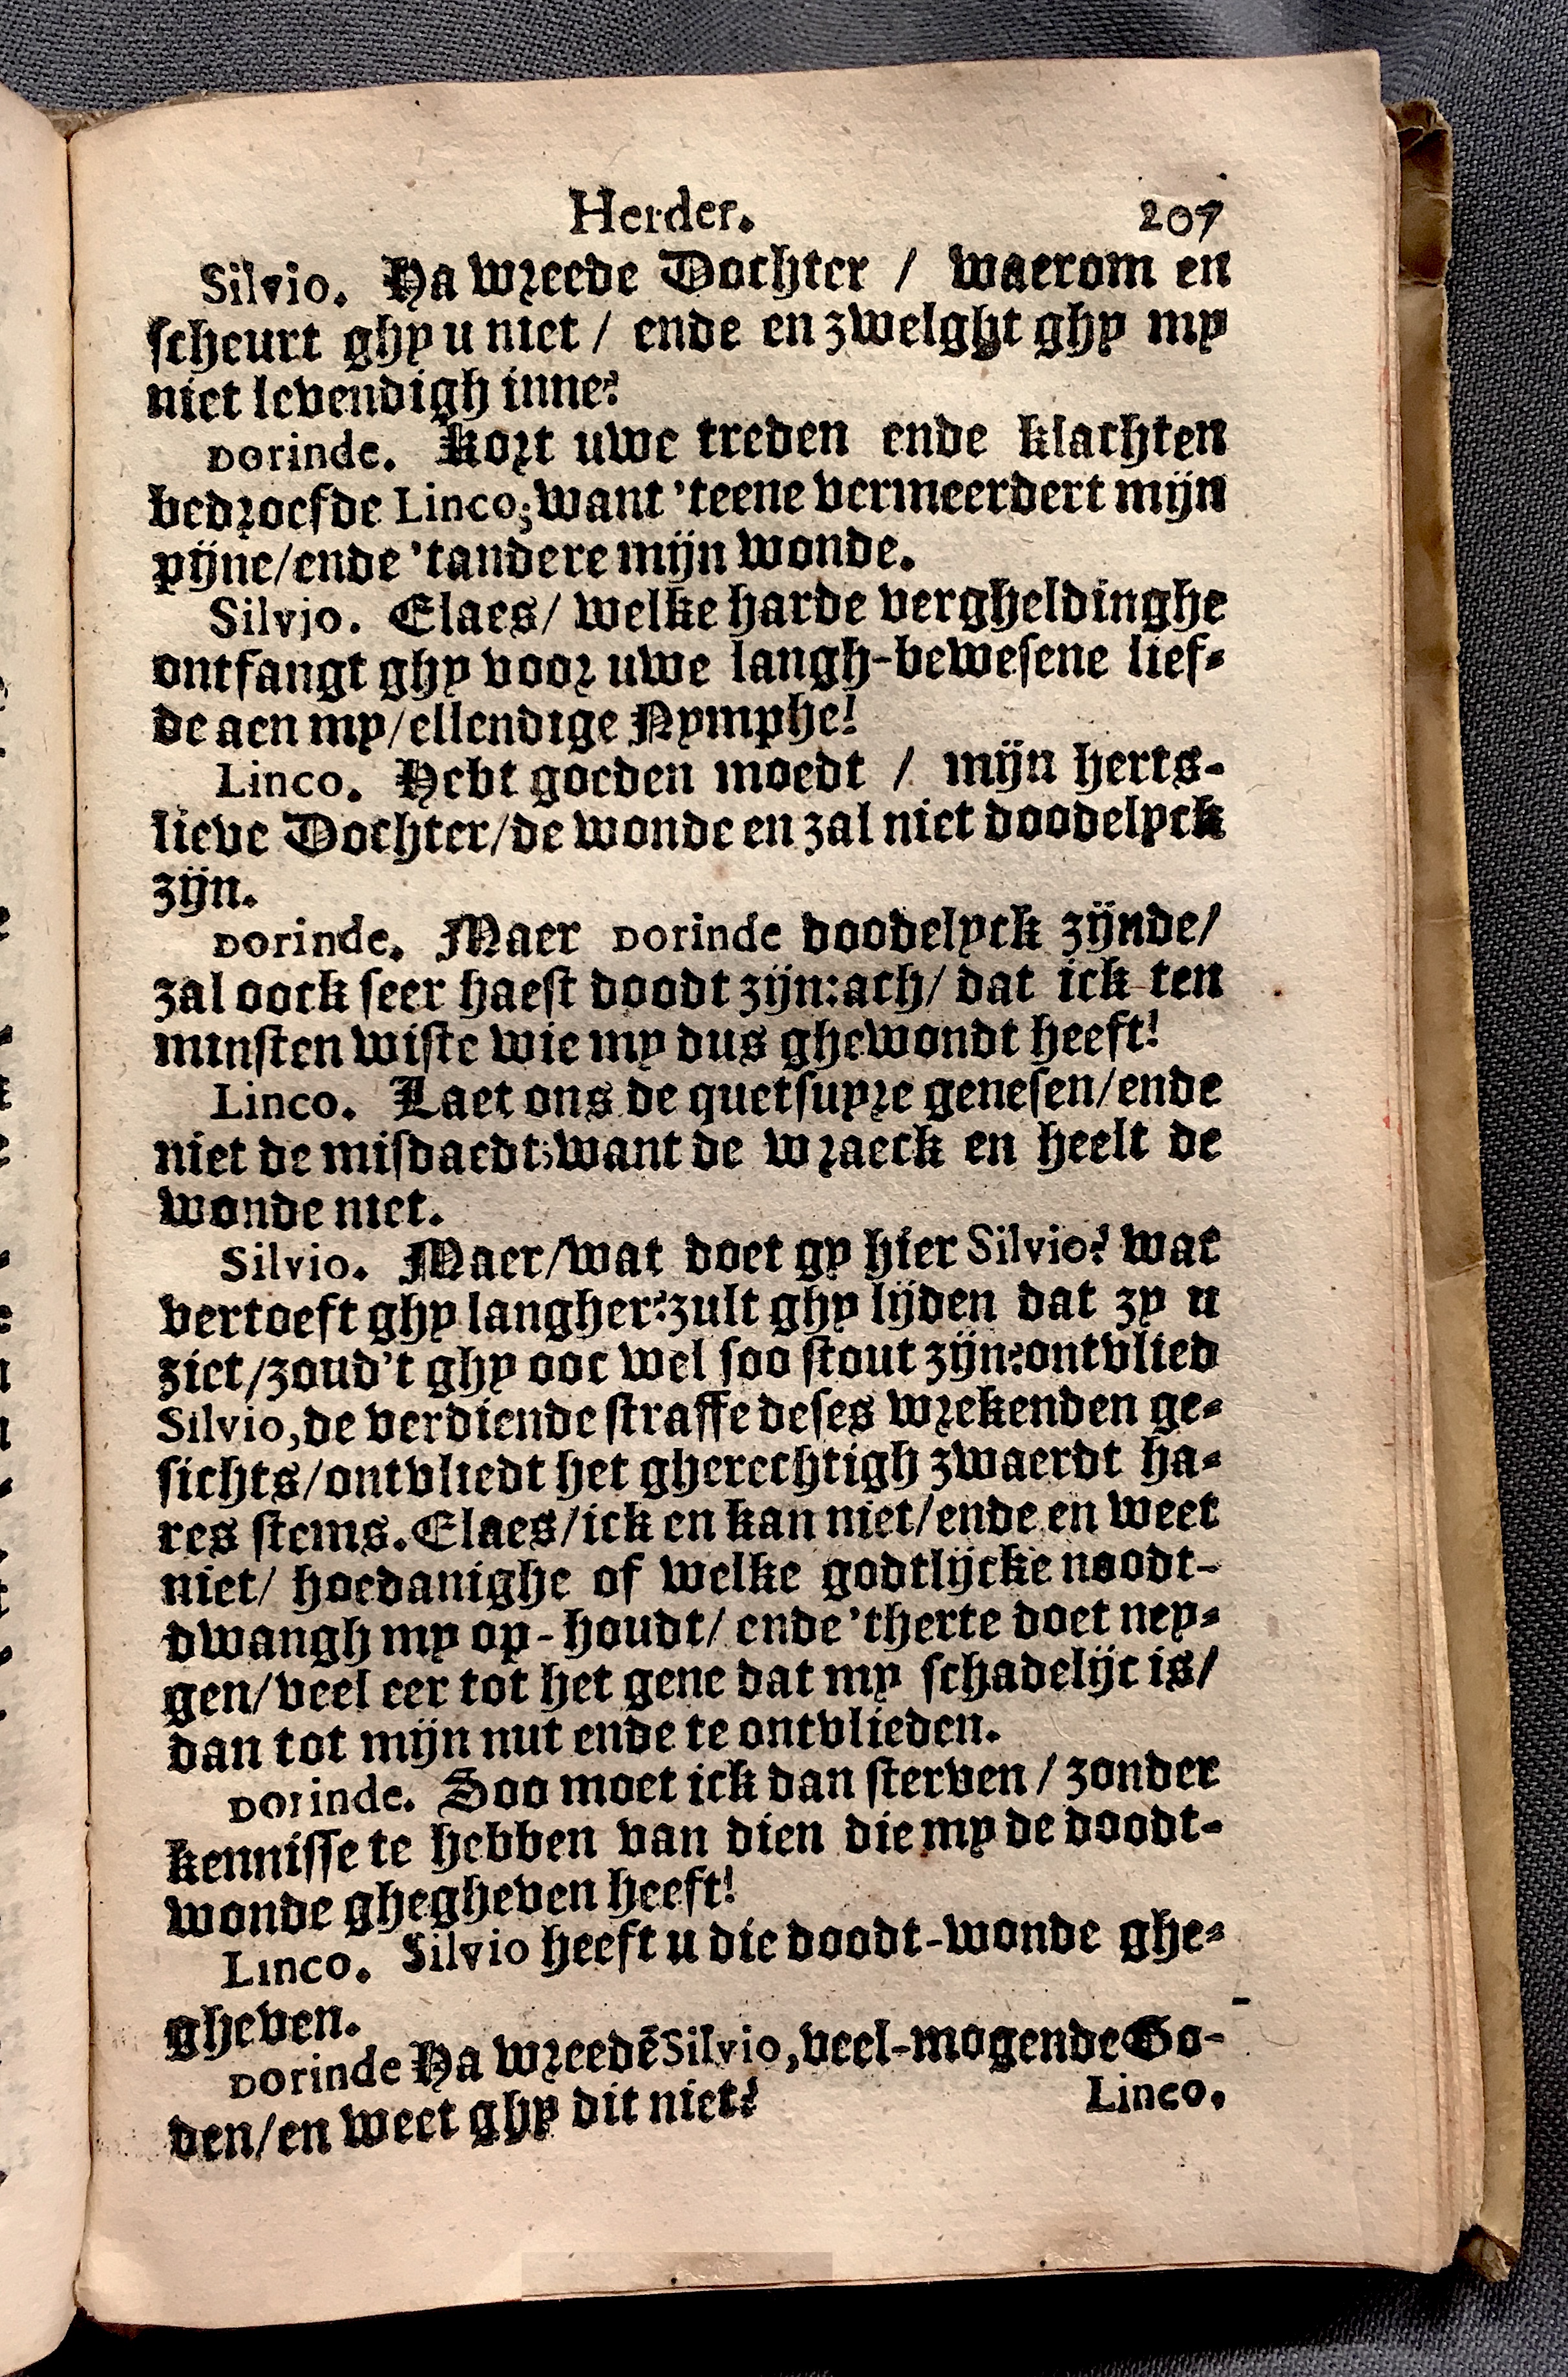 Herder. 207
Silvio. Ha wreede Dochter / waerom en
scheurt ghy u niet / ende en zwelght ghy my
niet levendigh inne?
Dorinde. Kort uwe treden ende klachten
bedroefde Linco; want 'teene vermeerdert mijn
pijne/ende 'tandere mijn wonde.
Silvjo. Elaes/ welke harde vergheldinghe
ontfangt ghy voor uwe langh-bewesene lief-
de aen my/ellendige Nymphe!
Linco. Hebt goeden moedt / mijn herts-
lieve Dochter/de wonde en zal niet doodelyck
zijn.
Dorinde. Maer Dorinde doodelyck zijnde/
zal oock seer haest doodt zijn:ach/ dat ick ten
minsten wiste wie my dus ghewondt heeft!
Linco. Laet ons de quetsuyre genesen/ende
niet de misdaedt;want de wraeck en heelt de
wonde niet.
Silvio. Maer/wat doet gy hier Silvio? wat
vertoeft ghy langher?zult ghy lijden dat zy u
ziet/zoud't ghy ooc wel soo stout zijn?ontvlied
Silvio,de verdiende straffe deses wrekenden ge-
sichts/ontvliedt het gherechtigh zwaerdt ha-
res stems. Elaes/ick en kan niet/ende en weet
niet/ hoedanighe of welke godtlijcke noodt-
dwangh my op-houdt/ ende 'therte doet ney-
gen/veel eer tot het gene dat my schadelijc is/
dan tot mijn nut ende te ontvlieden.
Dorinde. Soo moet ick dan sterven / zonder
kennisse te hebben van dien die my de doodt-
wonde ghegheven heeft!
Linco. Silvio heeft u die doodt-wonde ghe-
gheven.
Dorinde Ha wreedē Silvio,veel-mogende Go-
den/en weet ghy dit niet?
Linco.